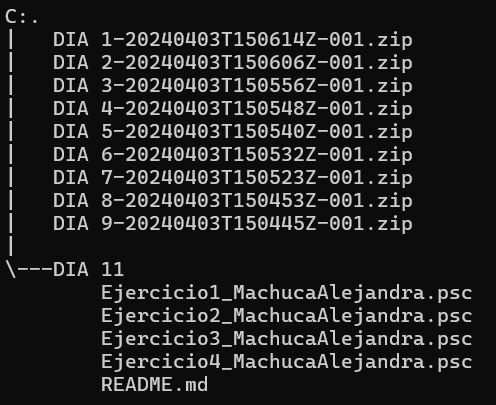 C:.
|   DIA 1-20240403T150614Z-001.zip
|   DIA 2-20240403T150606Z-001.zip
|   DIA 3-20240403T150556Z-001.zip
|   DIA 4-20240403T150548Z-001.zip
|   DIA 5-20240403T150540Z-001.zip
|   DIA 6-20240403T150532Z-001.zip
|   DIA 7-20240403T150523Z-001.zip
|   DIA 8-20240403T150453Z-001.zip
|   DIA 9-20240403T150445Z-001.zip
|
\---DIA 11
        Ejercicio1_MachucaAlejandra.psc
        Ejercicio2_MachucaAlejandra.psc
        Ejercicio3_MachucaAlejandra.psc
        Ejercicio4_MachucaAlejandra.psc
        README.md